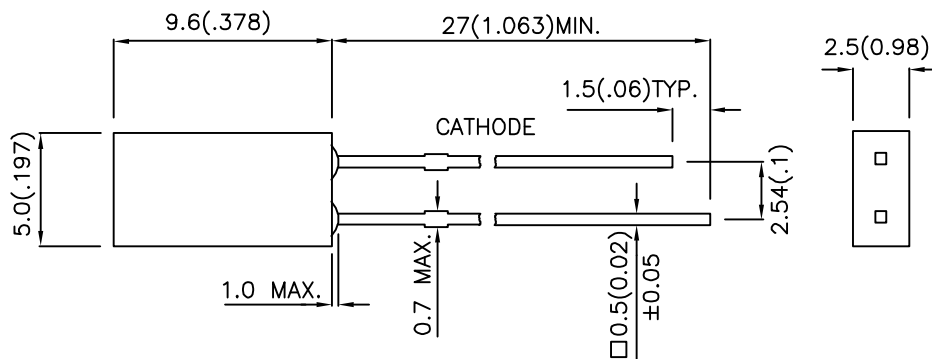 9.6(.378)
27(1.063)MIN.
2.5(0.98)
1.5(.06)TYP.
CATHODE
5.0(.197)
2.54(.1)
1.0 MAX.
0.7 MAX.
□0.5(0.02)
±0.05